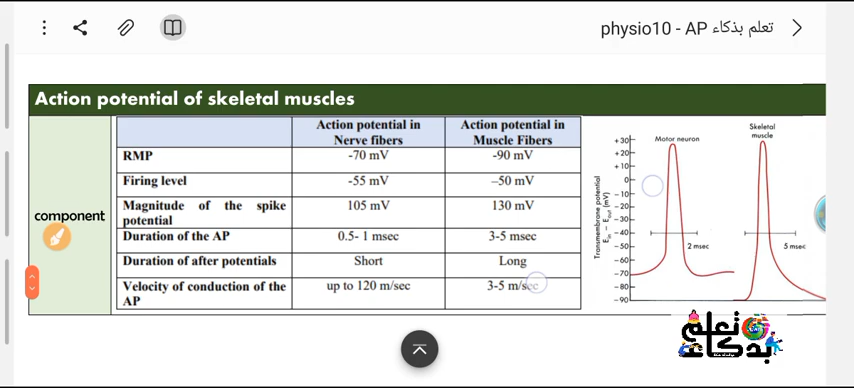 تعلم بذكاء physio10 - AP
Action potential of skeletal muscles
component
Action potential in Nerve fibers
Action potential in Muscle Fibers
RMP -70 mV -90 mV
Firing level -55 mV –50 mV
Magnitude of the spike potential 105 mV 130 mV
Duration of the AP 0.5- 1 msec 3-5 msec
Duration of after potentials Short Long
Velocity of conduction of the AP up to 120 m/sec 3-5 m/sec
Motor neuron
Skeletal muscle
Transmembrane potential
E in – E out (mV)
+30
+20
+10
0
–10
–20
–30
–40
–50
–60
–70
–80
–90
2 msec
5 msec
تعلم
بذكاء